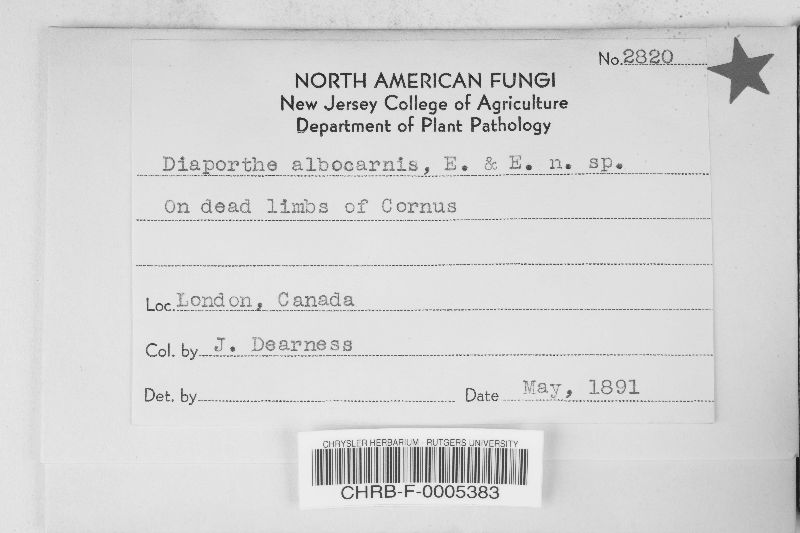 No. 2820
NORTH AMERICAN FUNGI
New Jersey College of Agriculture
Department of Plant Pathology
Diaporthe albocarnis, E. & E. n. sp.
On dead limbs of Cornus
Loc. London, Canada
Col. by J. Dearness
Det. by
Date May, 1891
CHRYSLER HERBARIUM - RUTGERS UNIVERSITY
CHRB-F-0005383